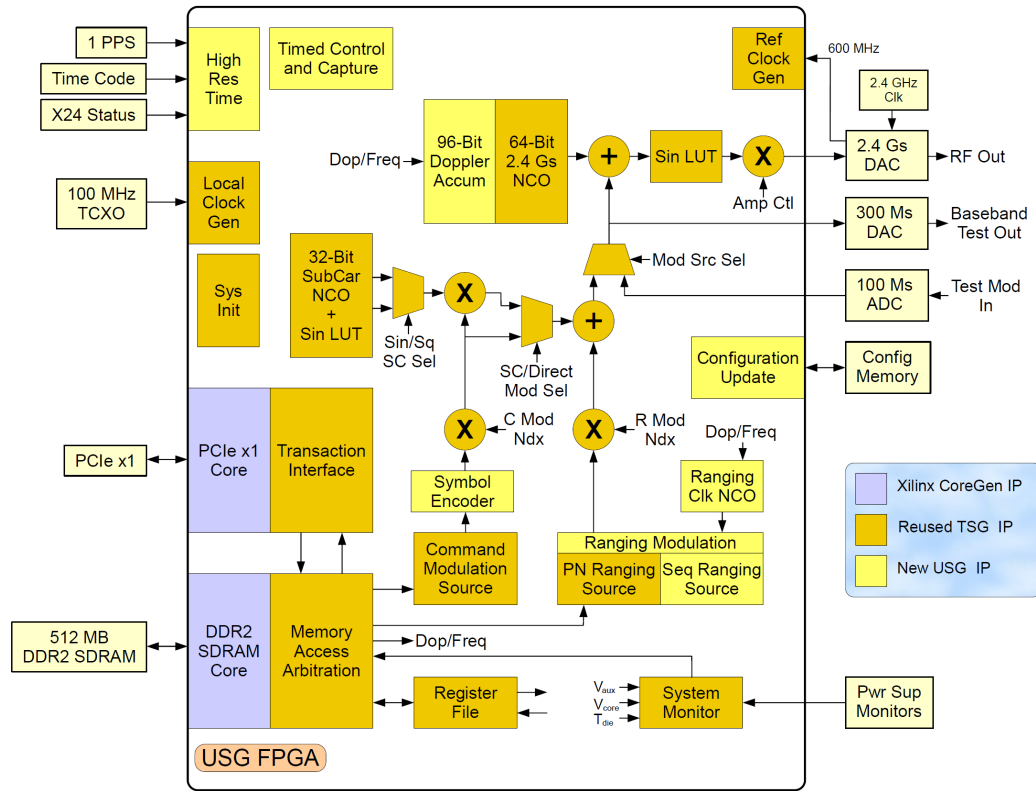 1 PPS
Time Code
X24 Status
High
Res
Time
Timed Control
and Capture
Ref
Clock
Gen
600 MHz
2.4 GHz
Clk
Dop/Freq
96-Bit
Doppler
Accum
64-Bit
2.4 Gs
NCO
+
Sin LUT
X
Amp Ctl
2.4 Gs
DAC
RF Out
100 MHz
TCXO
Local
Clock
Gen
300 Ms
DAC
Baseband
Test Out
Sys
Init
32-Bit
SubCar
NCO
+
Sin LUT
Sin/Sq
SC Sel
X
SC/Direct
Mod Sel
+
Mod Src Sel
100 Ms
ADC
Test Mod
In
Configuration
Update
Config
Memory
PCIe x1
PCIe x1
Core
Transaction
Interface
X
C Mod
Ndx
X
R Mod
Ndx
Dop/Freq
Symbol
Encoder
Ranging
Clk NCO
Command
Modulation
Source
Ranging Modulation
PN Ranging
Source
Seq Ranging
Source
Xilinx CoreGen IP
Reused TSG IP
New USG IP
512 MB
DDR2 SDRAM
DDR2
SDRAM
Core
Memory
Access
Arbitration
Dop/Freq
Register
File
Vaux
Vcore
Tdie
System
Monitor
Pwr Sup
Monitors
USG FPGA